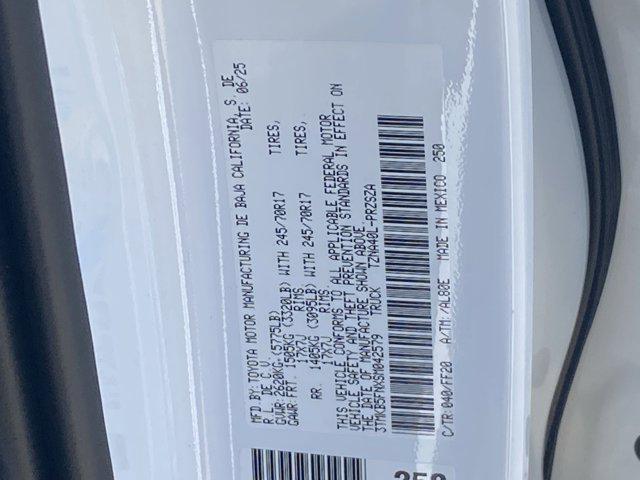 MFD.BY:TOYOTA MOTOR MANUFACTURING DE BAJA CALIFORNIA, S. DE
R.L. DE C.V. DATE: 06/25
GVWR:2620KG (5775LB)
GAWR:FRT. 1505KG (3320LB) WITH 245/70R17 TIRES,
17X7J RIMS
RR. 1405KG (3095LB) WITH 245/70R17 TIRES,
17X7J RIMS
THIS VEHICLE CONFORMS TO ALL APPLICABLE FEDERAL MOTOR
VEHICLE SAFETY AND THEFT PREVENTION STANDARDS IN EFFECT ON
THE DATE OF MANUFACTURE SHOWN ABOVE.
TRUCK TZNA40L-PRZSZA
C/TR:040/FF20 A/TM:/AL80E MADE IN MEXICO 250